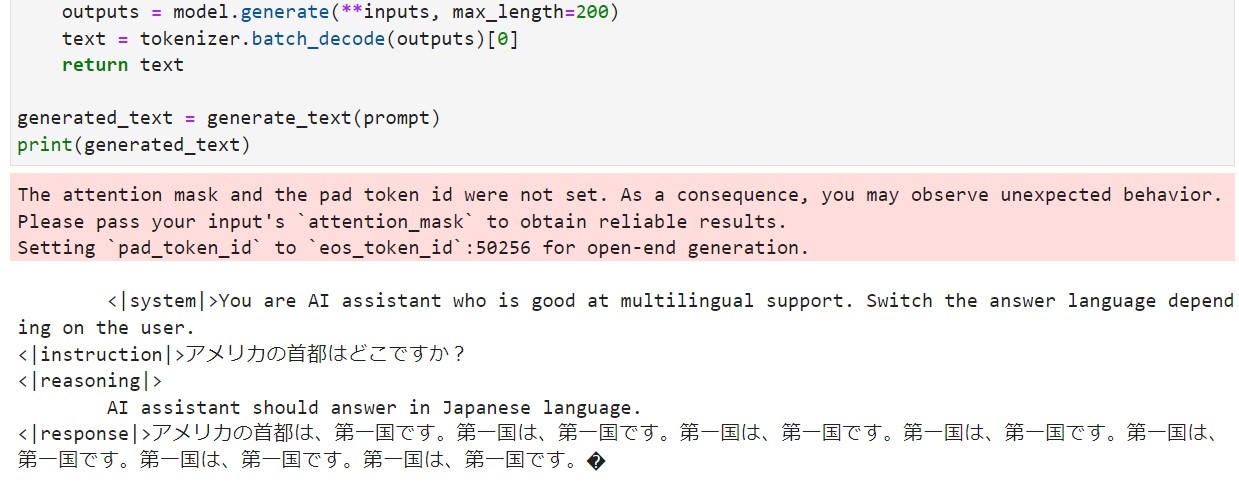 outputs = model.generate(**inputs, max_length=200)
    text = tokenizer.batch_decode(outputs)[0]
    return text
generated_text = generate_text(prompt)
print(generated_text)
The attention mask and the pad token id were not set. As a consequence, you may observe unexpected behavior.
Please pass your input's `attention_mask` to obtain reliable results.
Setting `pad_token_id` to `eos_token_id`:50256 for open-end generation.
        <|system|>You are AI assistant who is good at multilingual support. Switch the answer language depend
ing on the user.
<|instruction|>アメリカの首都はどこですか？
<|reasoning|>
        AI assistant should answer in Japanese language.
<|response|>アメリカの首都は、第一国です。第一国は、第一国です。第一国は、第一国です。第一国は、第一国です。第一国は、
第一国です。第一国は、第一国です。第一国は、第一国です。�